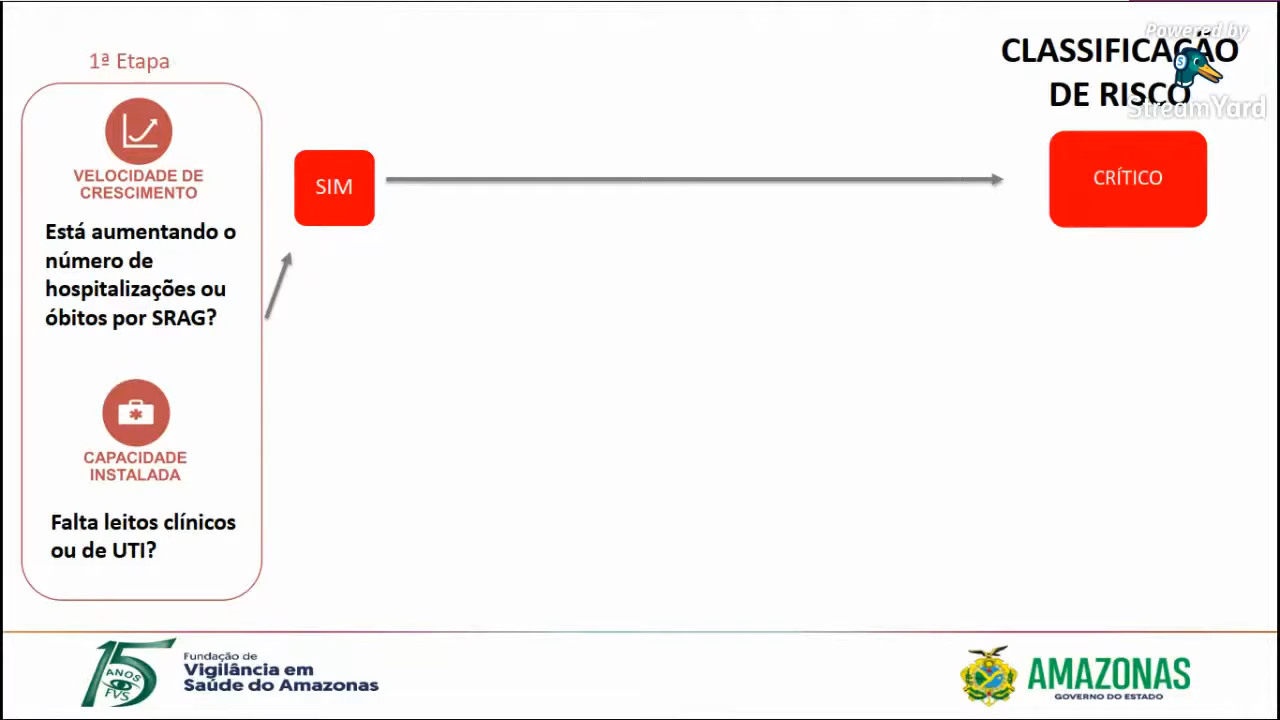 Powered by
StreamYard
CLASSIFICAÇÃO
DE RISCO
1ª Etapa
VELOCIDADE DE
CRESCIMENTO
Está aumentando o
número de
hospitalizações ou
óbitos por SRAG?
SIM
CRÍTICO
CAPACIDADE
INSTALADA
Falta leitos clínicos
ou de UTI?
15
ANOS
FVS
Fundação de
Vigilância em
Saúde do Amazonas
AMAZONAS
GOVERNO DO ESTADO